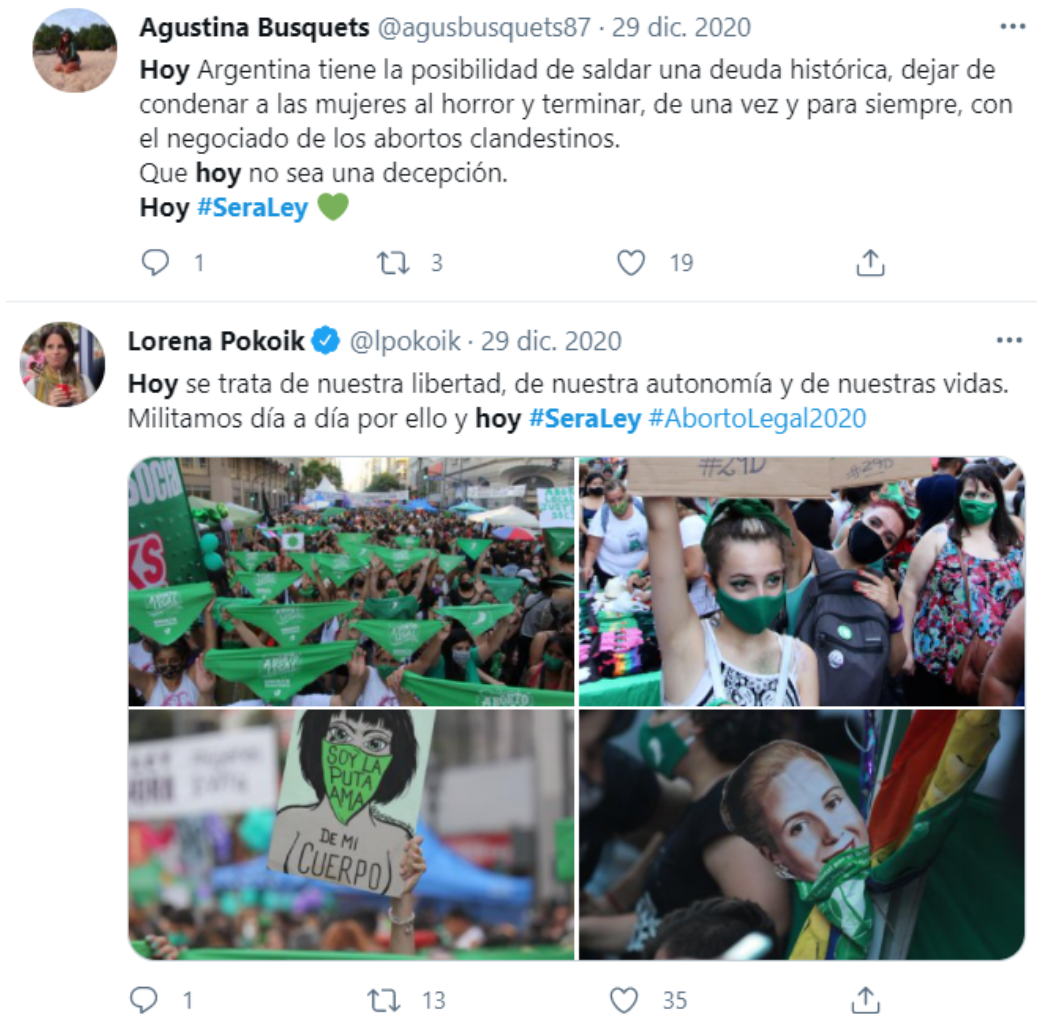 Agustina Busquets @agusbusquets87 · 29 dic. 2020
Hoy Argentina tiene la posibilidad de saldar una deuda histórica, dejar de
condenar a las mujeres al horror y terminar, de una vez y para siempre, con
el negociado de los abortos clandestinos.
Que hoy no sea una decepción.
Hoy #SeraLey 💚
1 3 19
Lorena Pokoik @lpokoik · 29 dic. 2020
Hoy se trata de nuestra libertad, de nuestra autonomía y de nuestras vidas.
Militamos día a día por ello y hoy #SeraLey #AbortoLegal2020
#29D
#29D
SOY LA
PUTA
AMA
DE MI
(CUERPO)
1 13 35